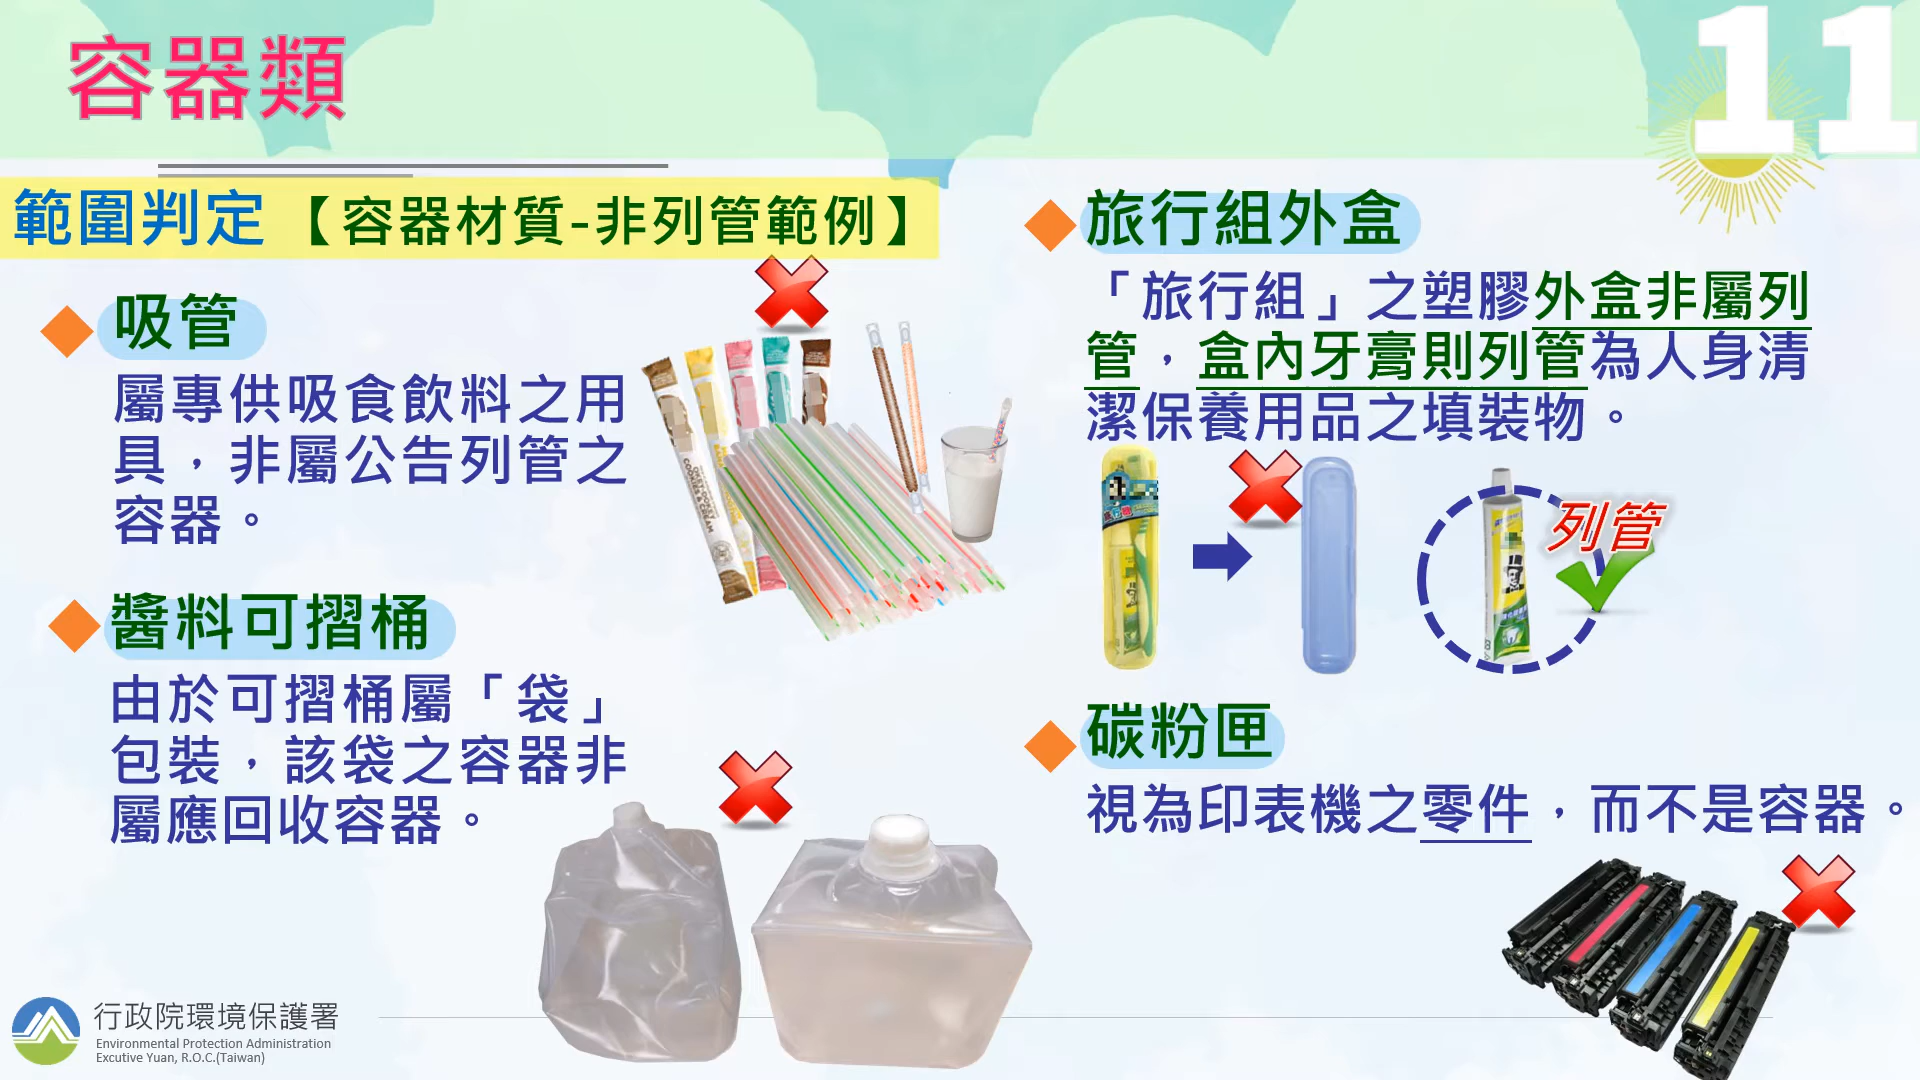 容器類
11
範圍判定【容器材質-非列管範例】
吸管
屬專供吸食飲料之用
具，非屬公告列管之
容器。
醬料可摺桶
由於可摺桶屬「袋」
包裝，該袋之容器非
屬應回收容器。
旅行組外盒
「旅行組」之塑膠外盒非屬列
管，盒內牙膏則列管為人身清
潔保養用品之填裝物。
列管
碳粉匣
視為印表機之零件，而不是容器。
COOKIES & CREAM
行政院環境保護署
Environmental Protection Administration
Excutive Yuan, R.O.C.(Taiwan)